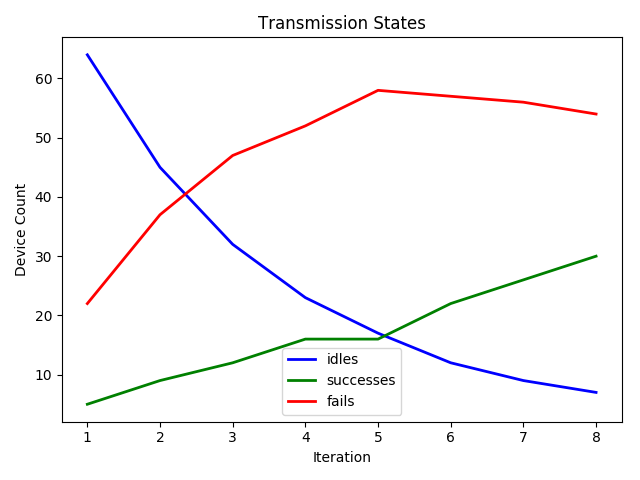 Transmission States
Device Count
60
50
40
30
20
10
idles
successes
fails
1 2 3 4 5 6 7 8
Iteration